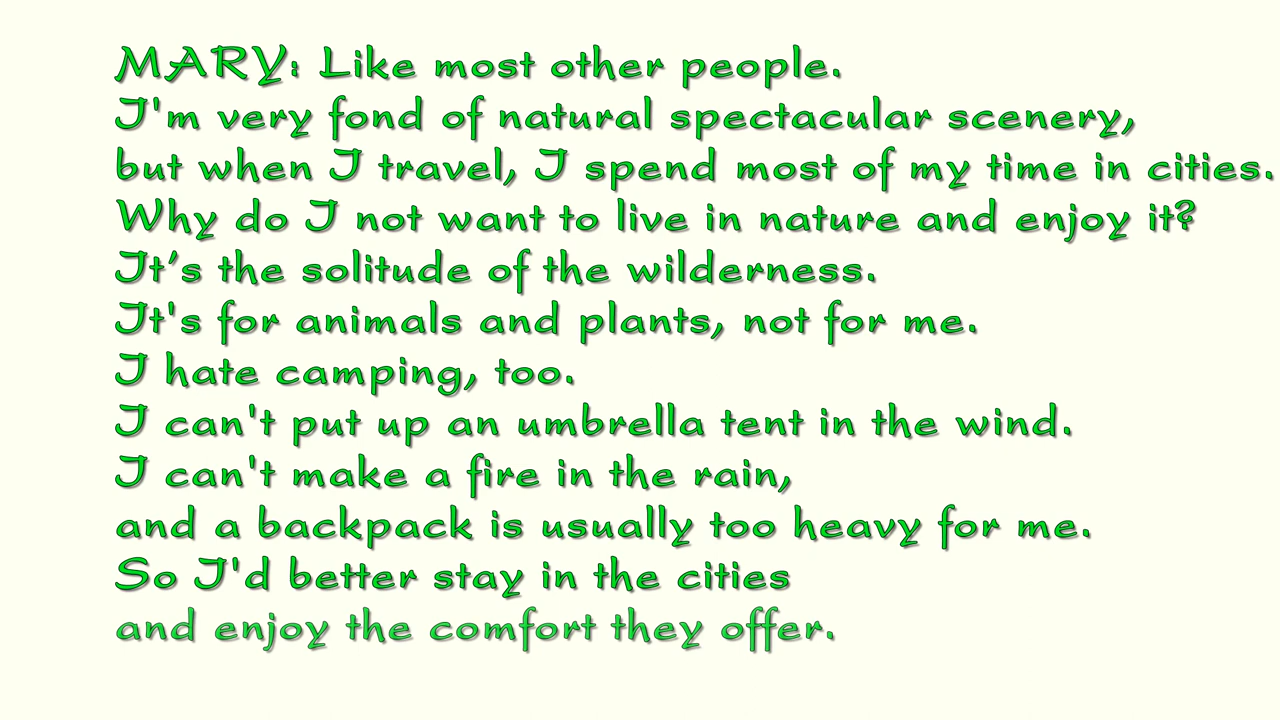 MARY: Like most other people.
I'm very fond of natural spectacular scenery,
but when I travel, I spend most of my time in cities.
Why do I not want to live in nature and enjoy it?
It’s the solitude of the wilderness.
It's for animals and plants, not for me.
I hate camping, too.
I can't put up an umbrella tent in the wind.
I can't make a fire in the rain,
and a backpack is usually too heavy for me.
So I'd better stay in the cities
and enjoy the comfort they offer.